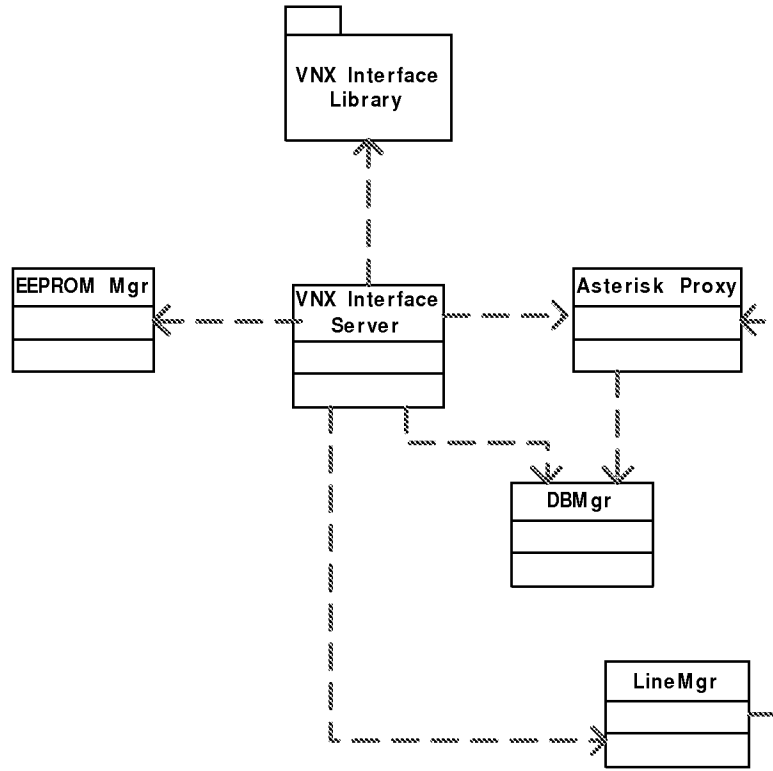 VNX Interface
Library
EEPROM Mgr
VNX Interface
Server
Asterisk Proxy
DBMgr
LineMgr